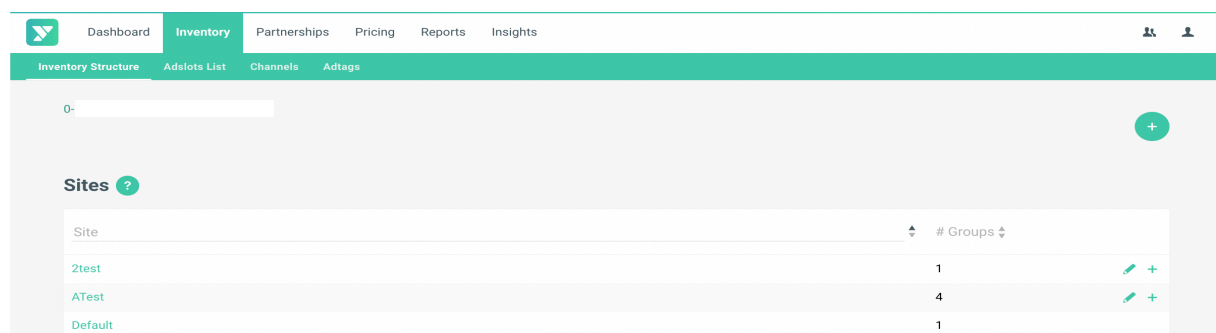 Dashboard Inventory Partnerships Pricing Reports Insights
Inventory Structure Adslots List Channels Adtags
0-
+
Sites ?
Site # Groups
2test 1 +
ATest 4 +
Default 1